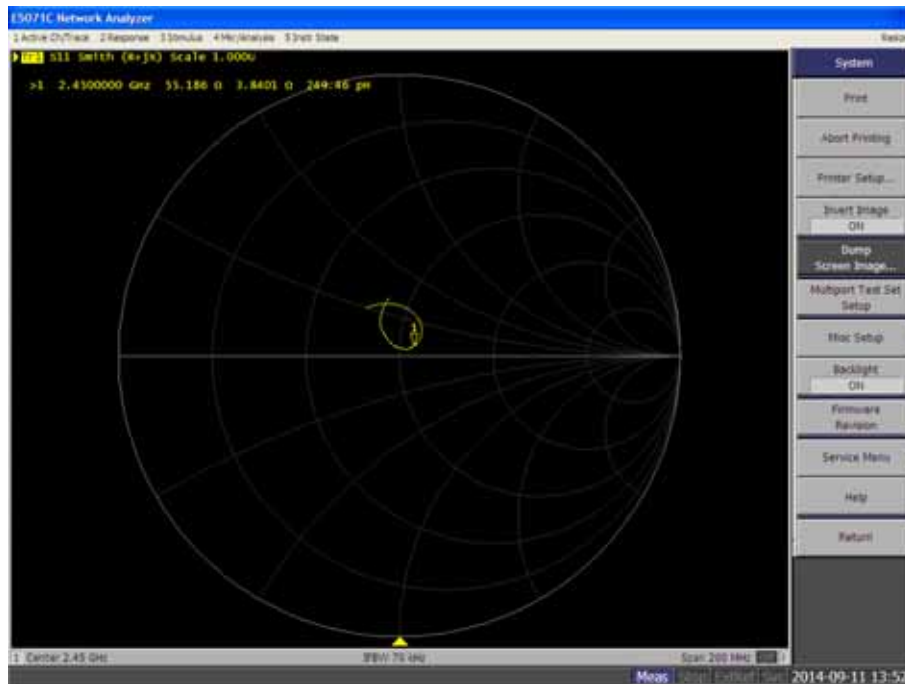 E5071C Network Analyzer
1 Active Ch/Trace 2 Response 3 Stimulus 4 Mkr/Analysis 5 Instr State
Tr1 S11 Smith (R+jX) Scale 1.000U
>1 2.4500000 GHz 55.186 Ω 3.8401 Ω 249.46 pH
1
System
Print
Abort Printing
Printer Setup...
Invert Image
ON
Dump
Screen Image...
Multiport Test Set
Setup
Misc Setup
Backlight
ON
Firmware
Revision
Service Menu
Help
Return
1 Center 2.45 GHz IFBW 70 kHz Span 200 MHz
Meas Stop ExtRef Svc 2014-09-11 13:52